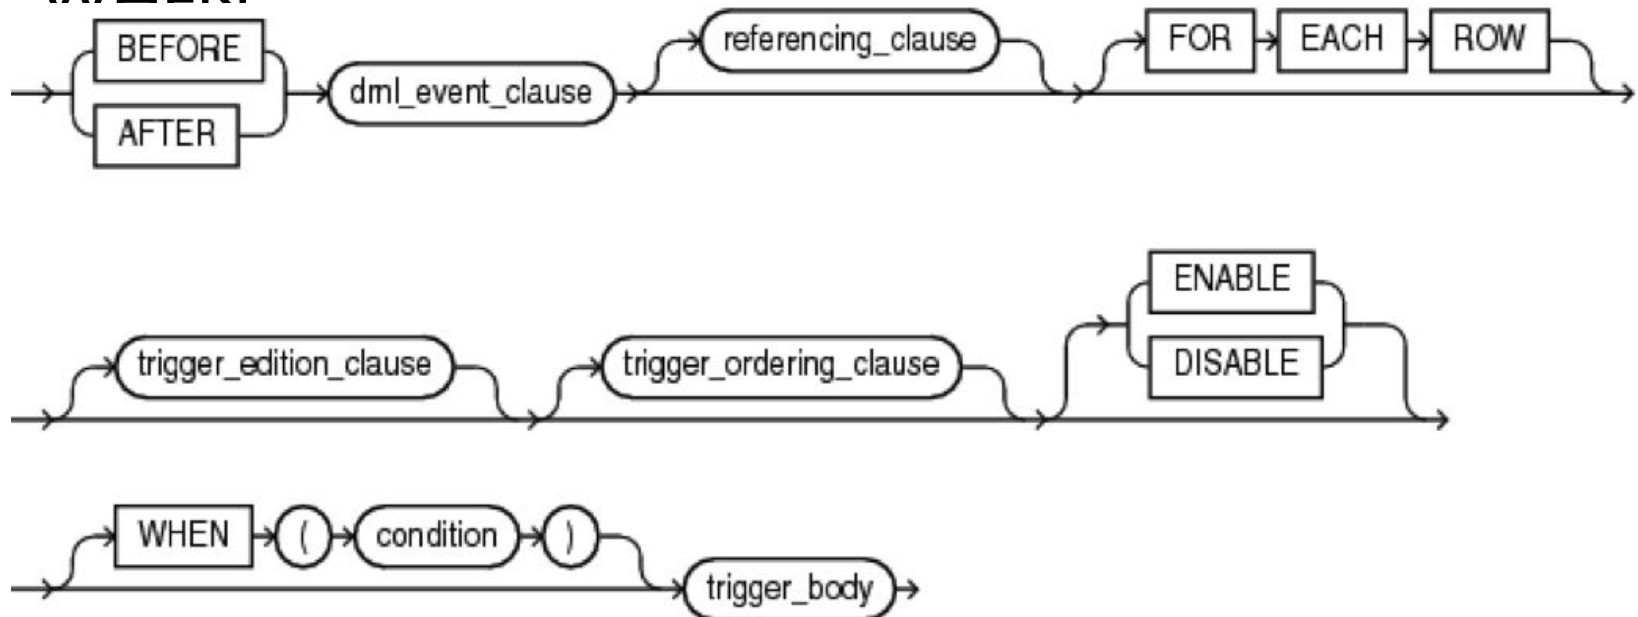 BEFORE
AFTER
dml_event_clause
referencing_clause
FOR EACH ROW
trigger_edition_clause
trigger_ordering_clause
ENABLE
DISABLE
WHEN ( condition )
trigger_body